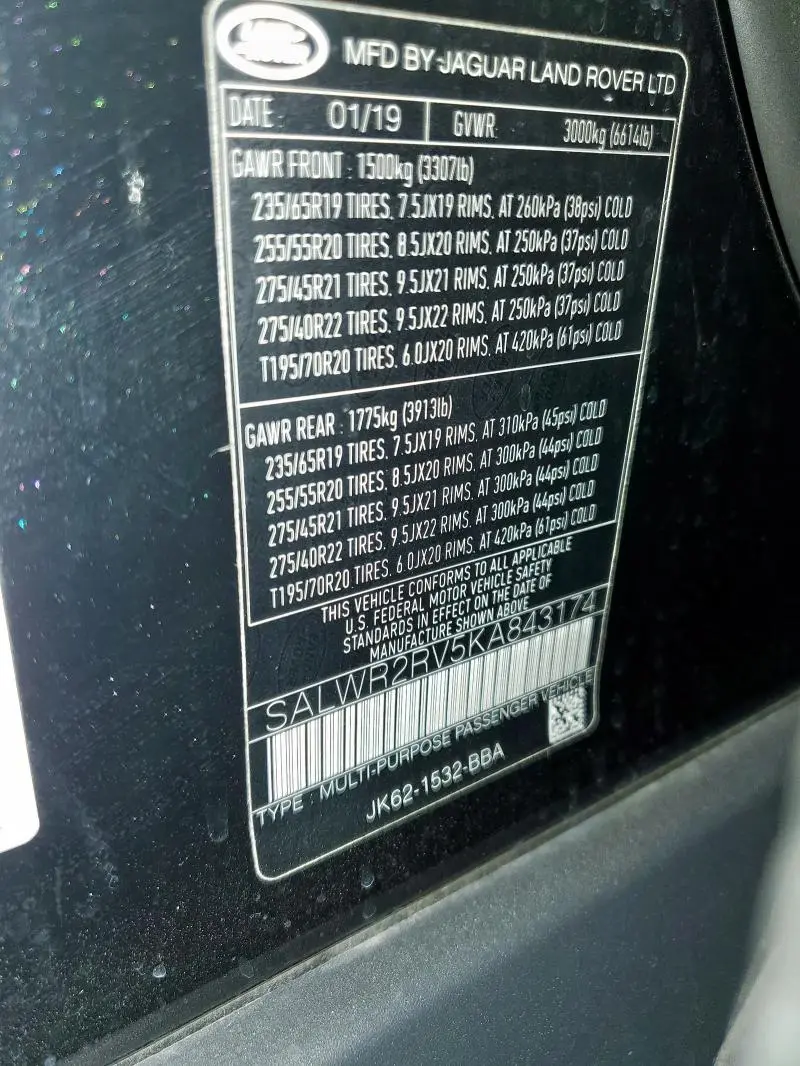 LAND ROVER
MFD BY JAGUAR LAND ROVER LTD
DATE: 01/19 GVWR: 3000kg (6614lb)
GAWR FRONT : 1500kg (3307lb)
235/65R19 TIRES, 7.5JX19 RIMS, AT 260kPa (38psi) COLD
255/55R20 TIRES, 8.5JX20 RIMS, AT 250kPa (37psi) COLD
275/45R21 TIRES, 9.5JX21 RIMS, AT 250kPa (37psi) COLD
275/40R22 TIRES, 9.5JX22 RIMS, AT 250kPa (37psi) COLD
T195/70R20 TIRES, 6.0JX20 RIMS, AT 420kPa (61psi) COLD
GAWR REAR : 1775kg (3913lb)
235/65R19 TIRES, 7.5JX19 RIMS, AT 310kPa (45psi) COLD
255/55R20 TIRES, 8.5JX20 RIMS, AT 300kPa (44psi) COLD
275/45R21 TIRES, 9.5JX21 RIMS, AT 300kPa (44psi) COLD
275/40R22 TIRES, 9.5JX22 RIMS, AT 300kPa (44psi) COLD
T195/70R20 TIRES, 6.0JX20 RIMS, AT 420kPa (61psi) COLD
THIS VEHICLE CONFORMS TO ALL APPLICABLE
U.S. FEDERAL MOTOR VEHICLE SAFETY
STANDARDS IN EFFECT ON THE DATE OF
MANUFACTURE SHOWN ABOVE
SALWR2RV5KA843174
TYPE : MULTI-PURPOSE PASSENGER VEHICLE
JK62-1532-BBA